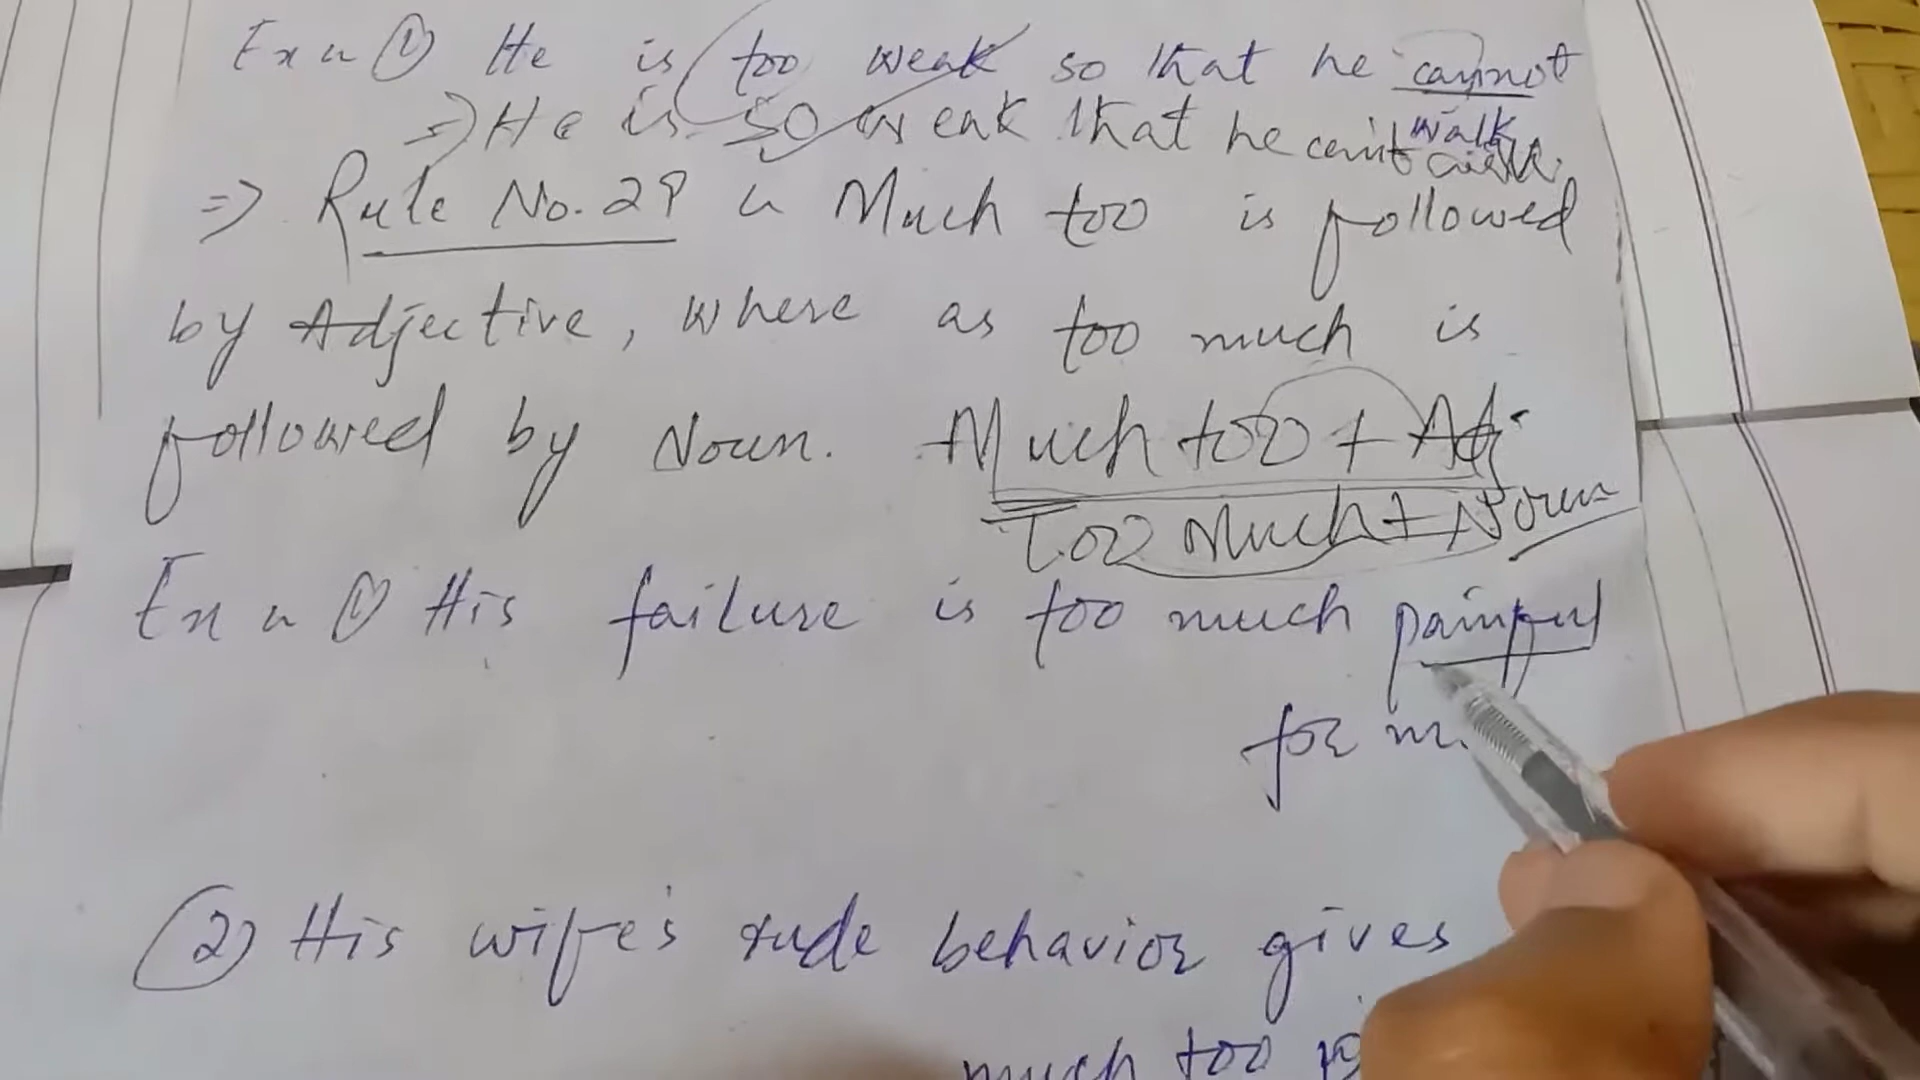 Ex ① He is too weak so that he cannot
walk
⇒ He is so weak that he can't walk.
⇒ Rule No. 29 Much too is followed
by Adjective, where as too much is
followed by Noun. Much too + Adj
Too Much + Noun
Ex ① His failure is too much painful
for
② His wife's rude behavior gives
much too